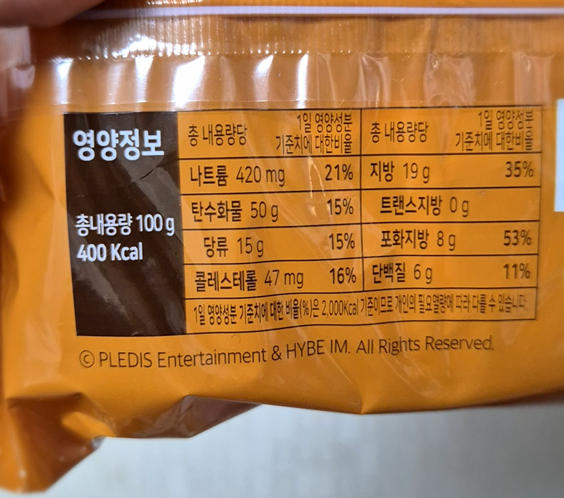 영양정보
총내용량 100 g
400 Kcal
총 내용량당 1일 영양성분 기준치에 대한비율 총 내용량당 1일 영양성분 기준치에 대한비율
나트륨 420 mg 21% 지방 19 g 35%
탄수화물 50 g 15% 트랜스지방 0 g
당류 15 g 15% 포화지방 8 g 53%
콜레스테롤 47 mg 16% 단백질 6 g 11%
1일 영양성분 기준치에 대한 비율(%)은 2,000Kcal 기준이므로 개인의 필요열량에 따라 다를 수 있습니다.
ⓒ PLEDIS Entertainment & HYBE IM. All Rights Reserved.